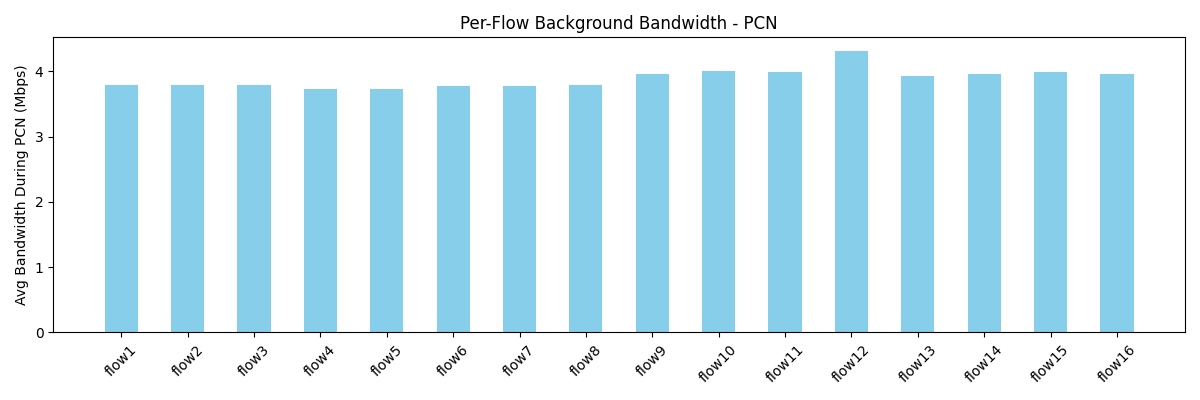 Per-Flow Background Bandwidth - PCN
Avg Bandwidth During PCN (Mbps)
4
3
2
1
0
flow1
flow2
flow3
flow4
flow5
flow6
flow7
flow8
flow9
flow10
flow11
flow12
flow13
flow14
flow15
flow16